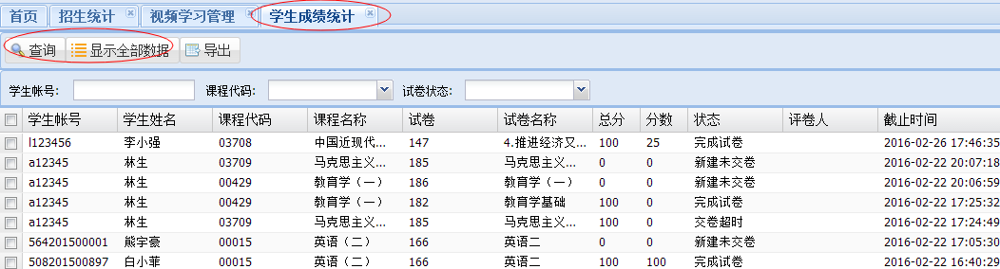 首页 招生统计 视频学习管理 学生成绩统计
查询 显示全部数据 导出
学生帐号: 课程代码: 试卷状态:
学生帐号 学生姓名 课程代码 课程名称 试卷 试卷名称 总分 分数 状态 评卷人 截止时间
l123456 李小强 03708 中国近现代... 147 4.推进经济又... 100 25 完成试卷 2016-02-26 17:46:35
a12345 林生 03709 马克思主义... 185 马克思主义... 0 0 新建未交卷 2016-02-22 20:07:18
a12345 林生 00429 教育学（一） 186 教育学（一） 0 0 新建未交卷 2016-02-22 20:06:59
a12345 林生 00429 教育学（一） 182 教育学基础 100 0 完成试卷 2016-02-22 17:25:32
a12345 林生 03709 马克思主义... 185 马克思主义... 100 0 交卷超时 2016-02-22 17:24:49
564201500001 熊宇豪 00015 英语（二） 166 英语二 0 0 新建未交卷 2016-02-22 17:05:30
508201500897 白小菲 00015 英语（二） 166 英语二 100 100 完成试卷 2016-02-22 16:40:29